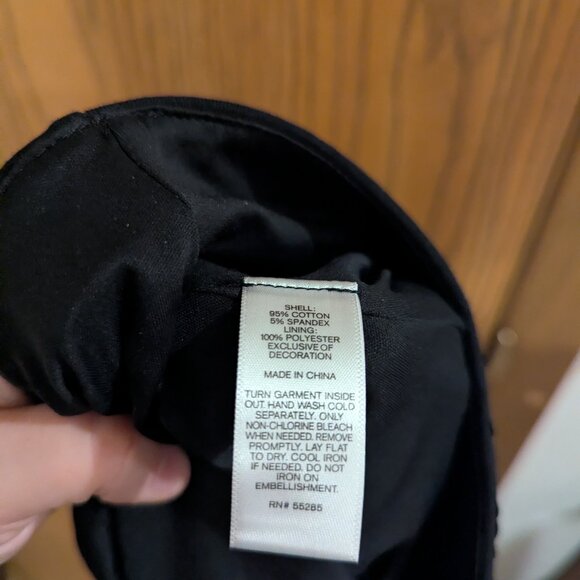 SHELL:
95% COTTON
5% SPANDEX
LINING:
100% POLYESTER
EXCLUSIVE OF
DECORATION
MADE IN CHINA
TURN GARMENT INSIDE
OUT. HAND WASH COLD
SEPARATELY. ONLY
NON-CHLORINE BLEACH
WHEN NEEDED. REMOVE
PROMPTLY. LAY FLAT
TO DRY. COOL IRON
IF NEEDED. DO NOT
IRON ON
EMBELLISHMENT.
RN# 55285